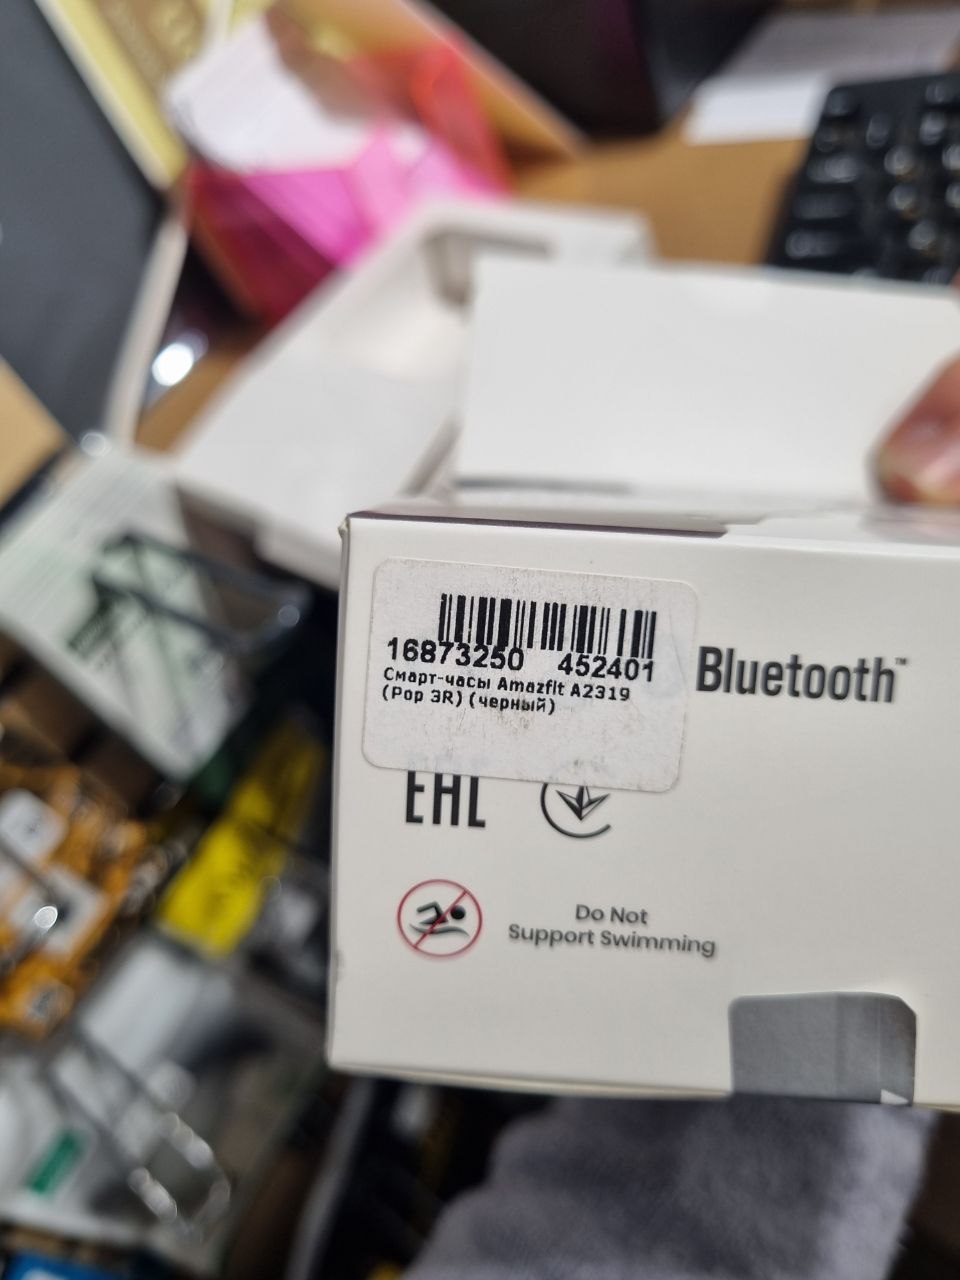 16873250 452401
Смарт-часы Amazfit A2319
(Pop 3R) (черный)
Bluetooth™
EAC
Do Not
Support Swimming